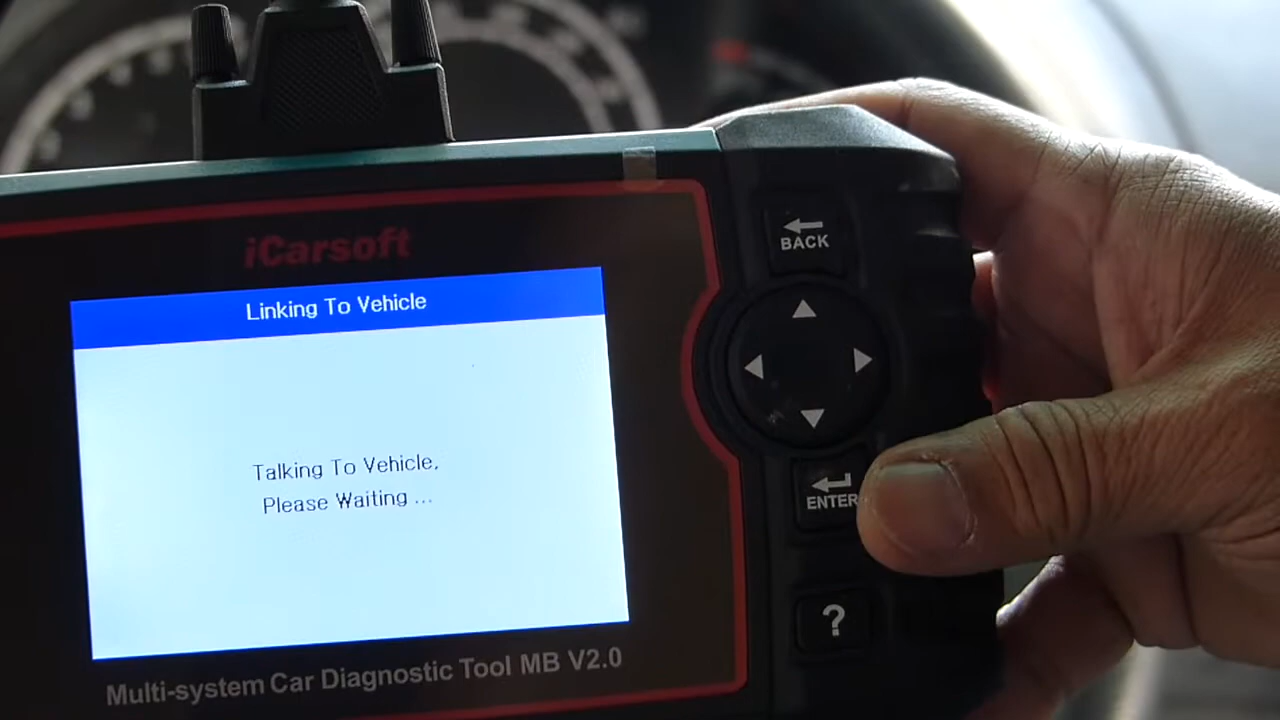 iCarsoft
BACK
Linking To Vehicle
Talking To Vehicle,
Please Waiting ...
ENTER
?
Multi-system Car Diagnostic Tool MB V2.0